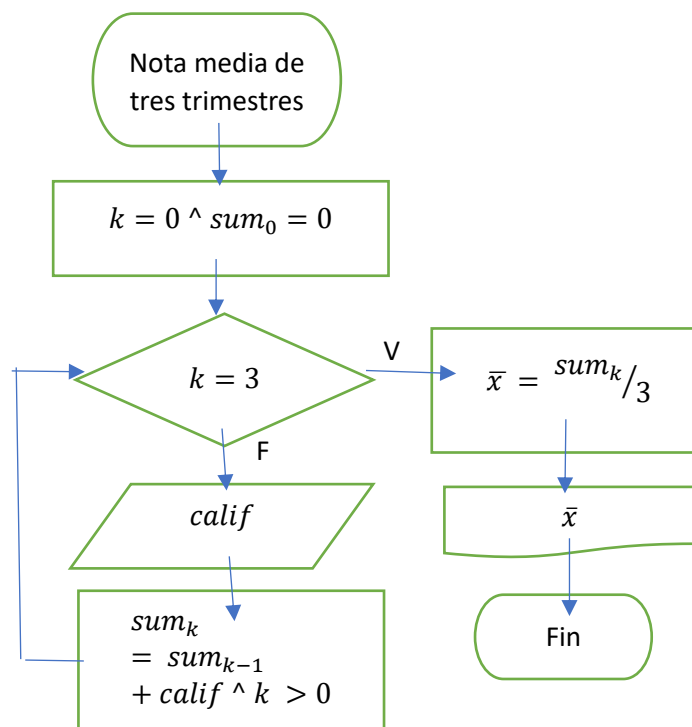 Nota media de
tres trimestres
k = 0 ^ sum₀ = 0
k = 3
V
x̄ = sumₖ/3
F
calif
x̄
sumₖ
= sumₖ₋₁
+ calif ^ k > 0
Fin